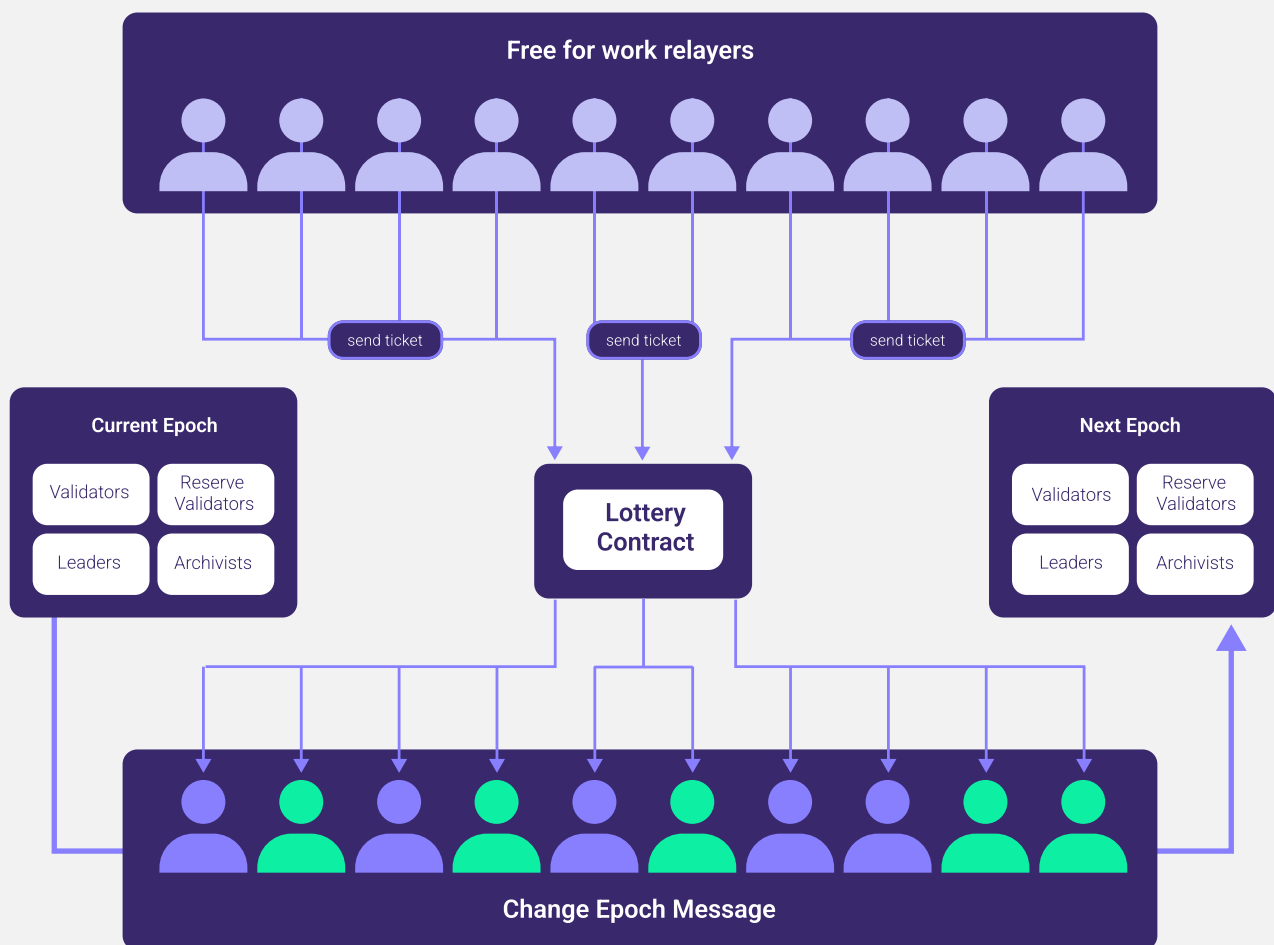 Free for work relayers
send ticket
send ticket
send ticket
Current Epoch
Validators
Reserve
Validators
Leaders
Archivists
Lottery
Contract
Next Epoch
Validators
Reserve
Validators
Leaders
Archivists
Change Epoch Message